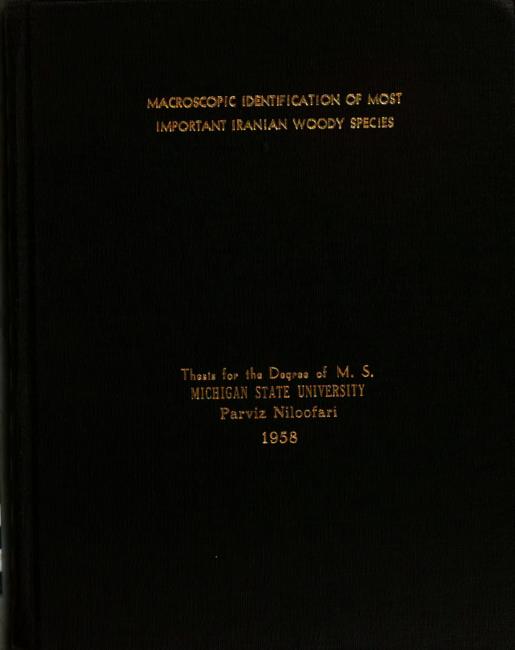 MACROSCOPIC IDENTIFICATION OF MOST
IMPORTANT IRANIAN WOODY SPECIES
Thesis for the Degree of M. S.
MICHIGAN STATE UNIVERSITY
Parviz Niloofari
1958